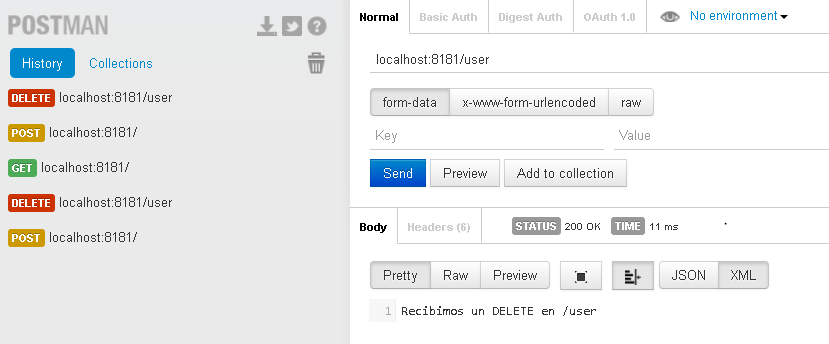 POSTMAN
History Collections
DELETE localhost:8181/user
POST localhost:8181/
GET localhost:8181/
DELETE localhost:8181/user
POST localhost:8181/
Normal Basic Auth Digest Auth OAuth 1.0 No environment
localhost:8181/user
form-data x-www-form-urlencoded raw
Key Value
Send Preview Add to collection
Body Headers (6) STATUS 200 OK TIME 11 ms
Pretty Raw Preview JSON XML
1 Recibimos un DELETE en /user